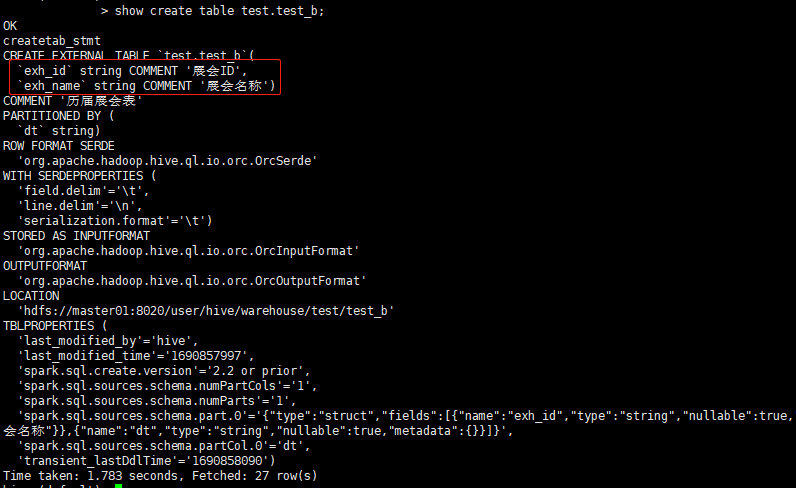 > show create table test.test_b;
OK
createtab_stmt
CREATE EXTERNAL TABLE `test.test_b`(
`exh_id` string COMMENT '展会ID',
`exh_name` string COMMENT '展会名称')
COMMENT '历届展会表'
PARTITIONED BY (
`dt` string)
ROW FORMAT SERDE
'org.apache.hadoop.hive.ql.io.orc.OrcSerde'
WITH SERDEPROPERTIES (
'field.delim'='\t',
'line.delim'='\n',
'serialization.format'='\t')
STORED AS INPUTFORMAT
'org.apache.hadoop.hive.ql.io.orc.OrcInputFormat'
OUTPUTFORMAT
'org.apache.hadoop.hive.ql.io.orc.OrcOutputFormat'
LOCATION
'hdfs://master01:8020/user/hive/warehouse/test/test_b'
TBLPROPERTIES (
'last_modified_by'='hive',
'last_modified_time'='1690857997',
'spark.sql.create.version'='2.2 or prior',
'spark.sql.sources.schema.numPartCols'='1',
'spark.sql.sources.schema.numParts'='1',
'spark.sql.sources.schema.part.0'='{"type":"struct","fields":[{"name":"exh_id","type":"string","nullable":true,
会名称"}},{"name":"dt","type":"string","nullable":true,"metadata":{}}]}',
'spark.sql.sources.schema.partCol.0'='dt',
'transient_lastDdlTime'='1690858090')
Time taken: 1.783 seconds, Fetched: 27 row(s)